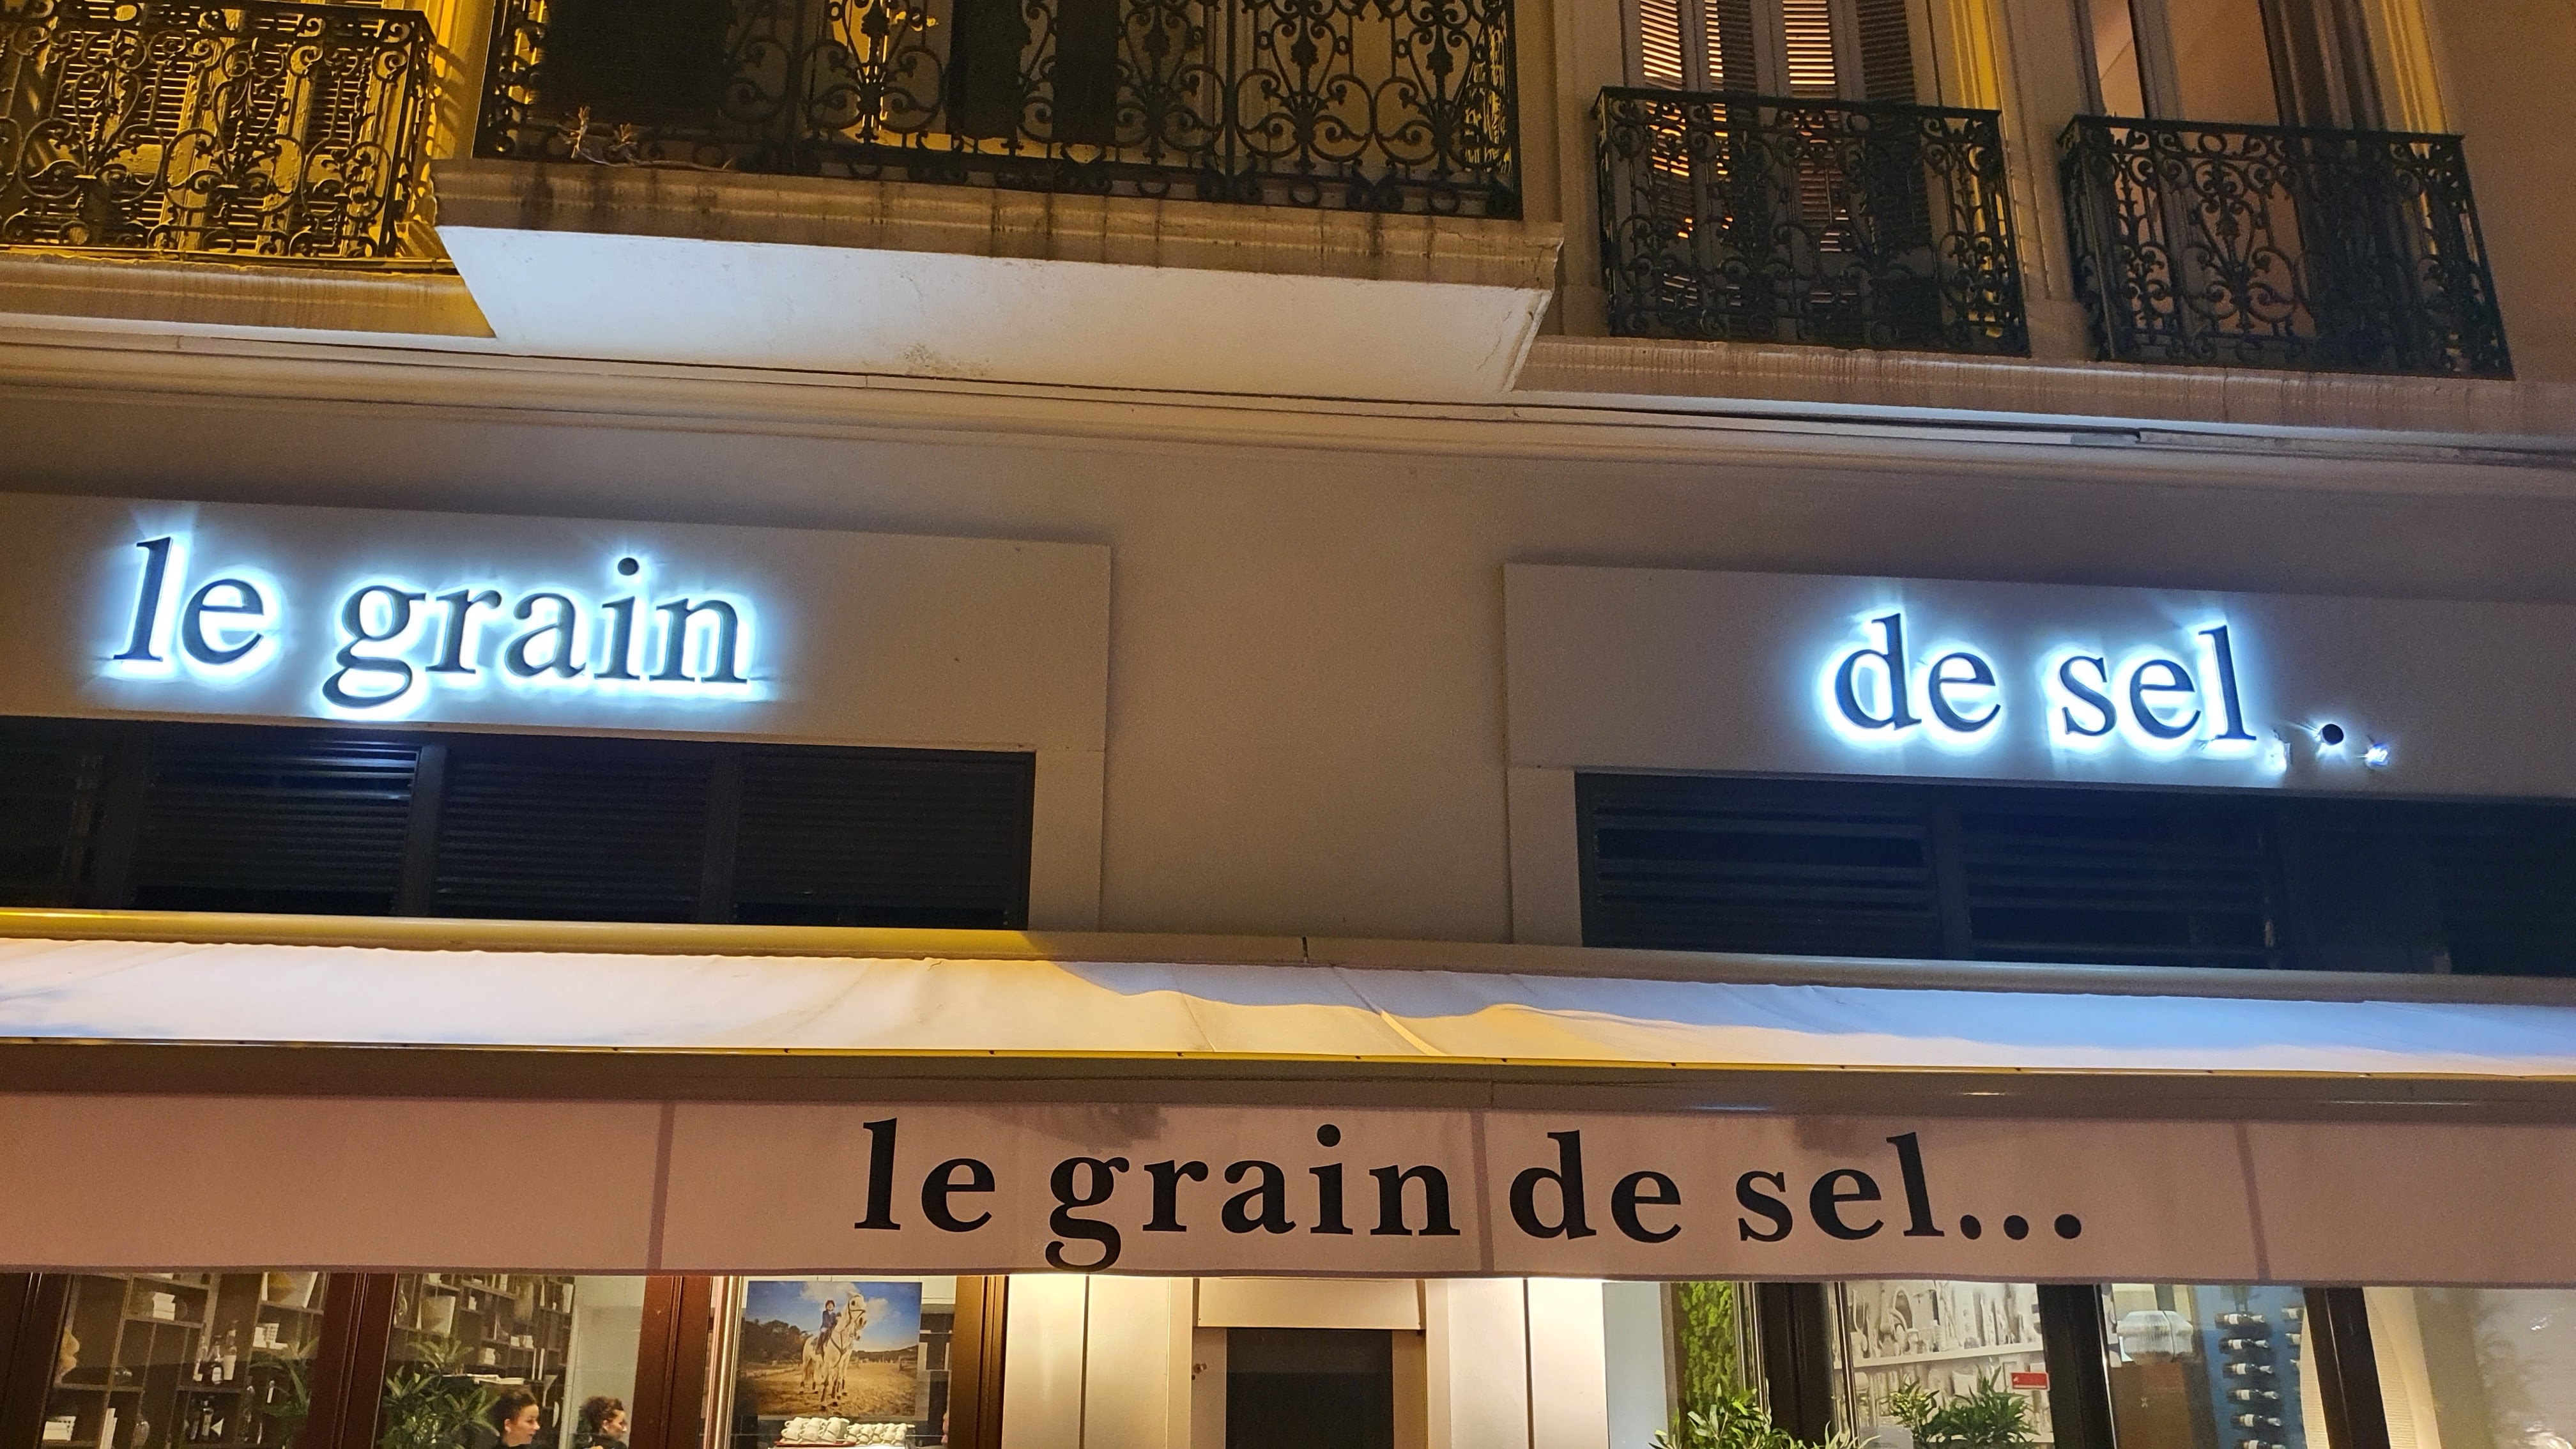 le grain
de sel..
le grain de sel...